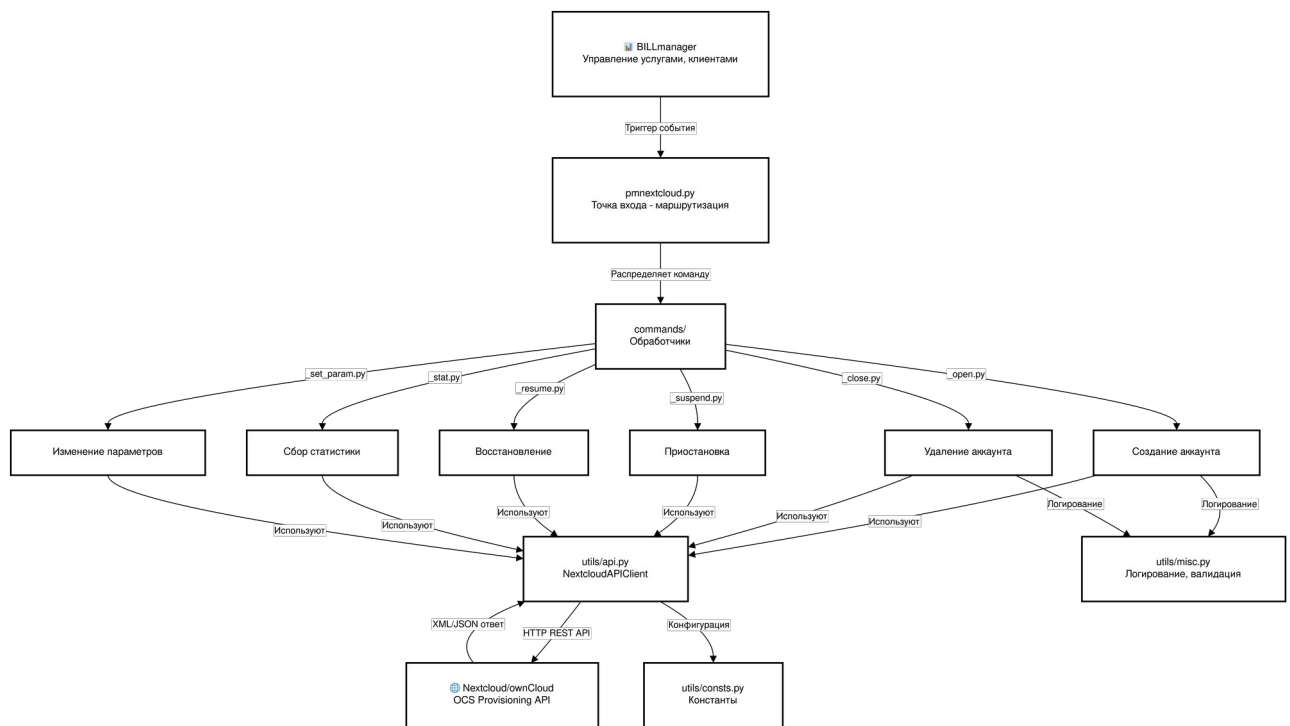 📊 BILLmanager
Управление услугами, клиентами
Триггер события
pmnextcloud.py
Точка входа - маршрутизация
Распределяет команду
commands/
Обработчики
_set_param.py
_stat.py
_resume.py
_suspend.py
_close.py
_open.py
Изменение параметров
Сбор статистики
Восстановление
Приостановка
Удаление аккаунта
Создание аккаунта
Используют
Используют
Используют
Используют
Используют
Используют
Логирование
Логирование
utils/api.py
NextcloudAPIClient
utils/misc.py
Логирование, валидация
XML/JSON ответ
HTTP REST API
Конфигурация
🌐 Nextcloud/ownCloud
OCS Provisioning API
utils/consts.py
Константы